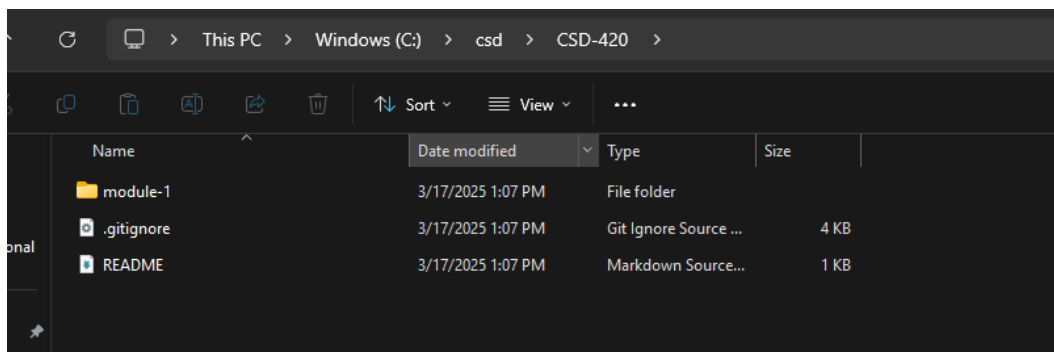 This PC > Windows (C:) > csd > CSD-420 >
Sort View ...
Name Date modified Type Size
module-1 3/17/2025 1:07 PM File folder
.gitignore 3/17/2025 1:07 PM Git Ignore Source ... 4 KB
onal
README 3/17/2025 1:07 PM Markdown Source... 1 KB